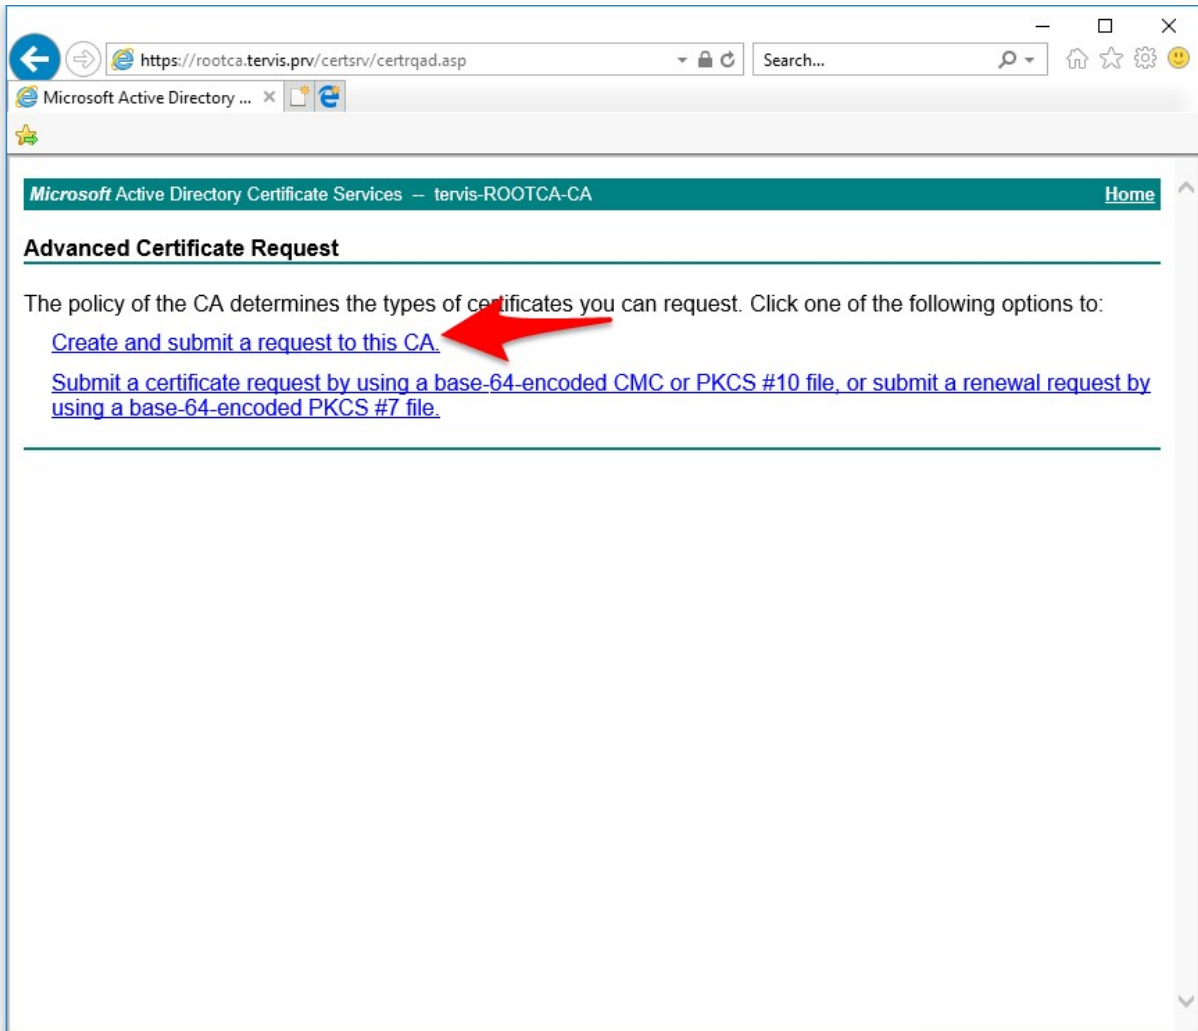 https://rootca.tervis.prv/certsrv/certrqad.asp
Search...
Microsoft Active Directory ...
Microsoft Active Directory Certificate Services -- tervis-ROOTCA-CA
Home
Advanced Certificate Request
The policy of the CA determines the types of certificates you can request. Click one of the following options to:
Create and submit a request to this CA.
Submit a certificate request by using a base-64-encoded CMC or PKCS #10 file, or submit a renewal request by
using a base-64-encoded PKCS #7 file.